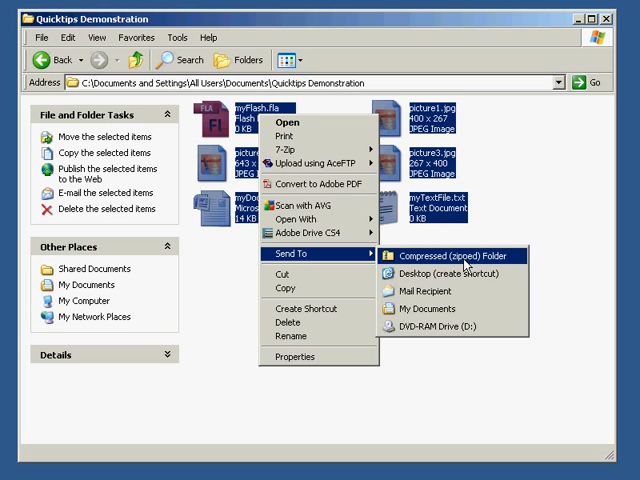 Quicktips Demonstration
File Edit View Favorites Tools Help
Back Search Folders
Address C:\Documents and Settings\All Users\Documents\Quicktips Demonstration Go
File and Folder Tasks
Move the selected items
Copy the selected items
Publish the selected items
to the Web
E-mail the selected items
Delete the selected items
Other Places
Shared Documents
My Documents
My Computer
My Network Places
Details
FLA
Fl
myFlash.fla
Flash
0 KB
picture1.jpg
400 x 267
JPEG Image
643 x
JPEG
picture3.jpg
267 x 400
JPEG Image
14 KB
myTextFile.txt
Text Document
0 KB
Open
Print
7-Zip
Upload using AceFTP
Convert to Adobe PDF
Scan with AVG
Open With
Adobe Drive CS4
Send To
Cut
Copy
Create Shortcut
Delete
Rename
Properties
Compressed (zipped) Folder
Desktop (create shortcut)
Mail Recipient
My Documents
DVD-RAM Drive (D:)